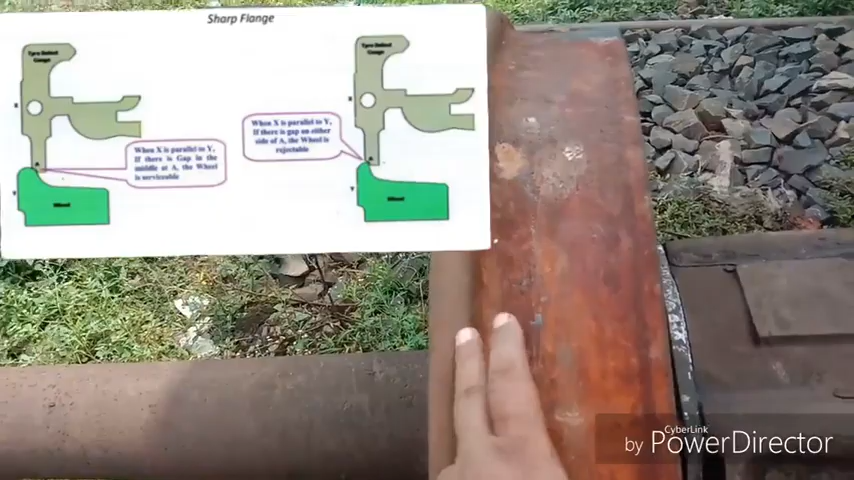 Sharp Flange
Tyre Defect
Gauge
X
When X is parallel to Y,
If there is Gap in the
middle at A, the Wheel
is serviceable
A
Y
Wheel
Tyre Defect
Gauge
X
When X is parallel to Y,
If there is gap on either
side of A, the Wheel is
rejectable
A
Y
Wheel
CyberLink
by PowerDirector